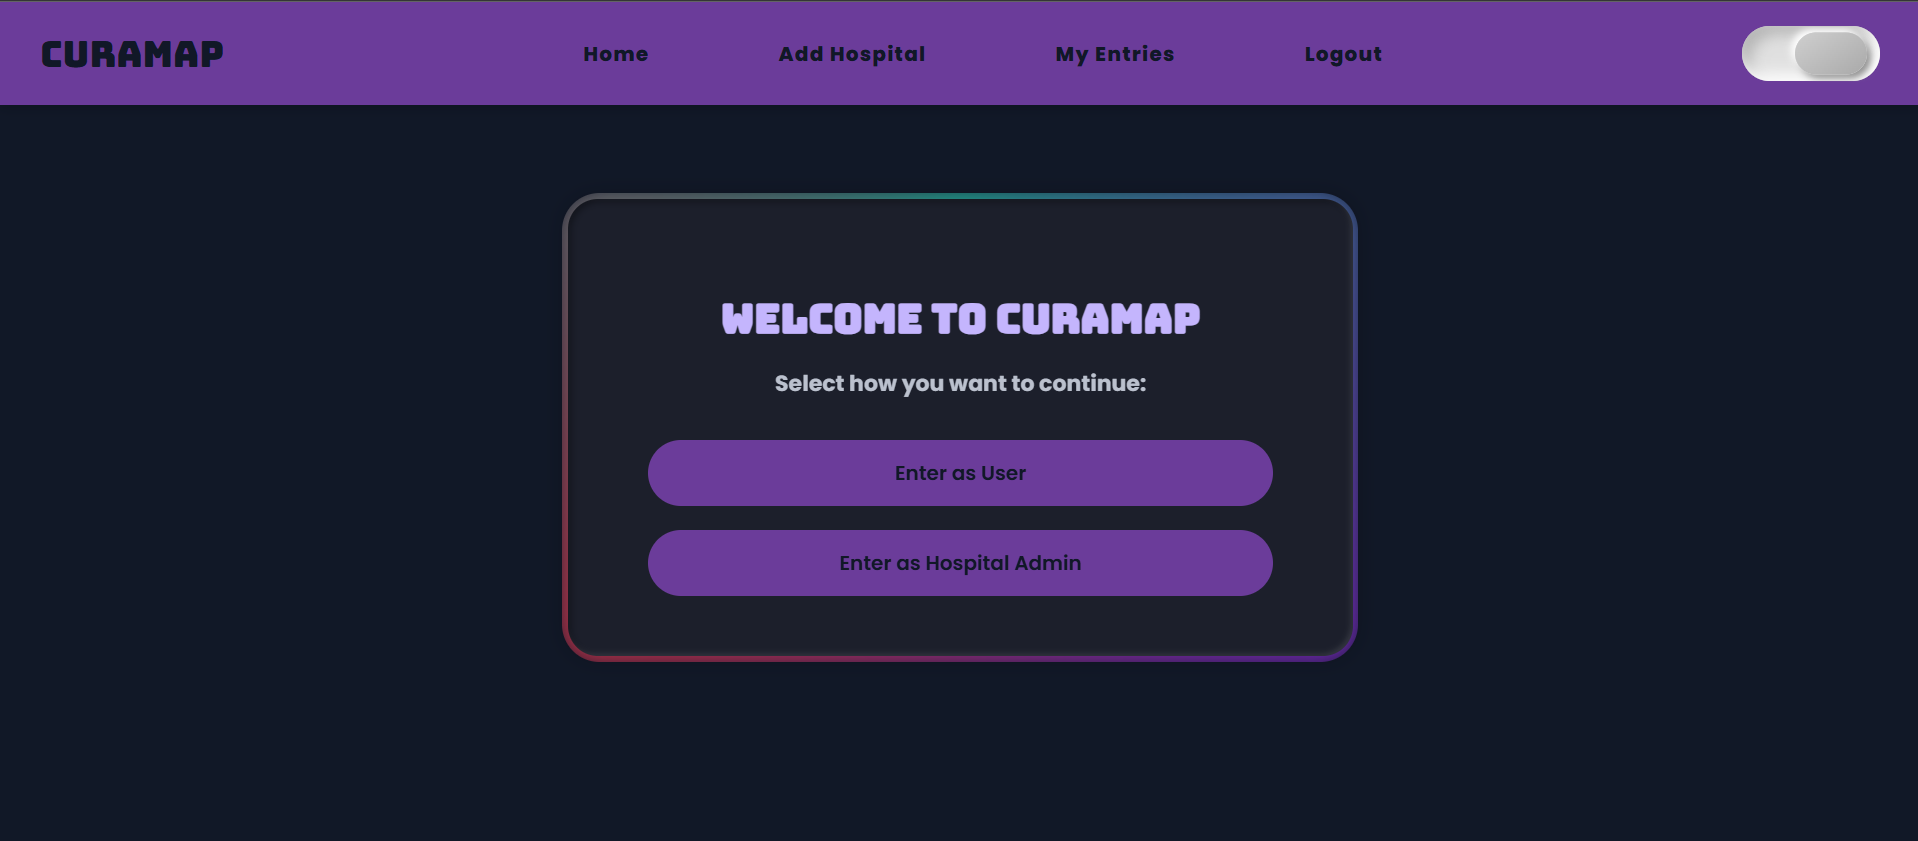 CURAMAP
Home
Add Hospital
My Entries
Logout
WELCOME TO CURAMAP
Select how you want to continue:
Enter as User
Enter as Hospital Admin